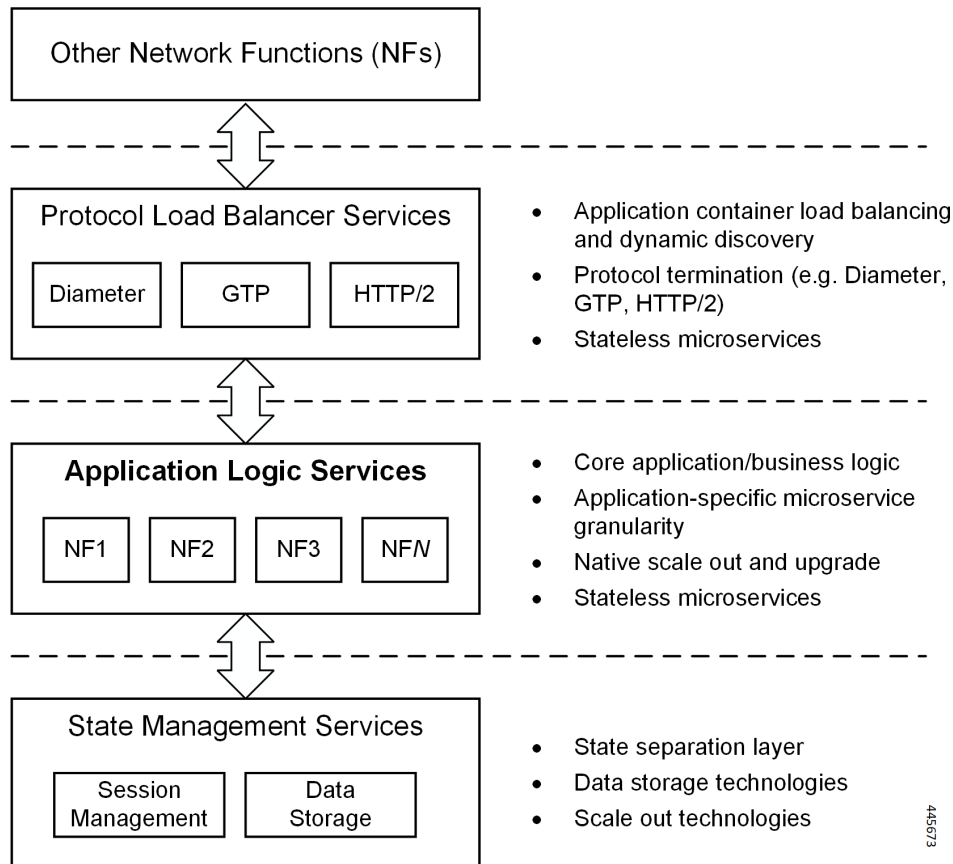 Other Network Functions (NFs)
Protocol Load Balancer Services
Diameter
GTP
HTTP/2
• Application container load balancing
and dynamic discovery
• Protocol termination (e.g. Diameter,
GTP, HTTP/2)
• Stateless microservices
Application Logic Services
NF1
NF2
NF3
NFN
• Core application/business logic
• Application-specific microservice
granularity
• Native scale out and upgrade
• Stateless microservices
State Management Services
Session
Management
Data
Storage
• State separation layer
• Data storage technologies
• Scale out technologies
445673